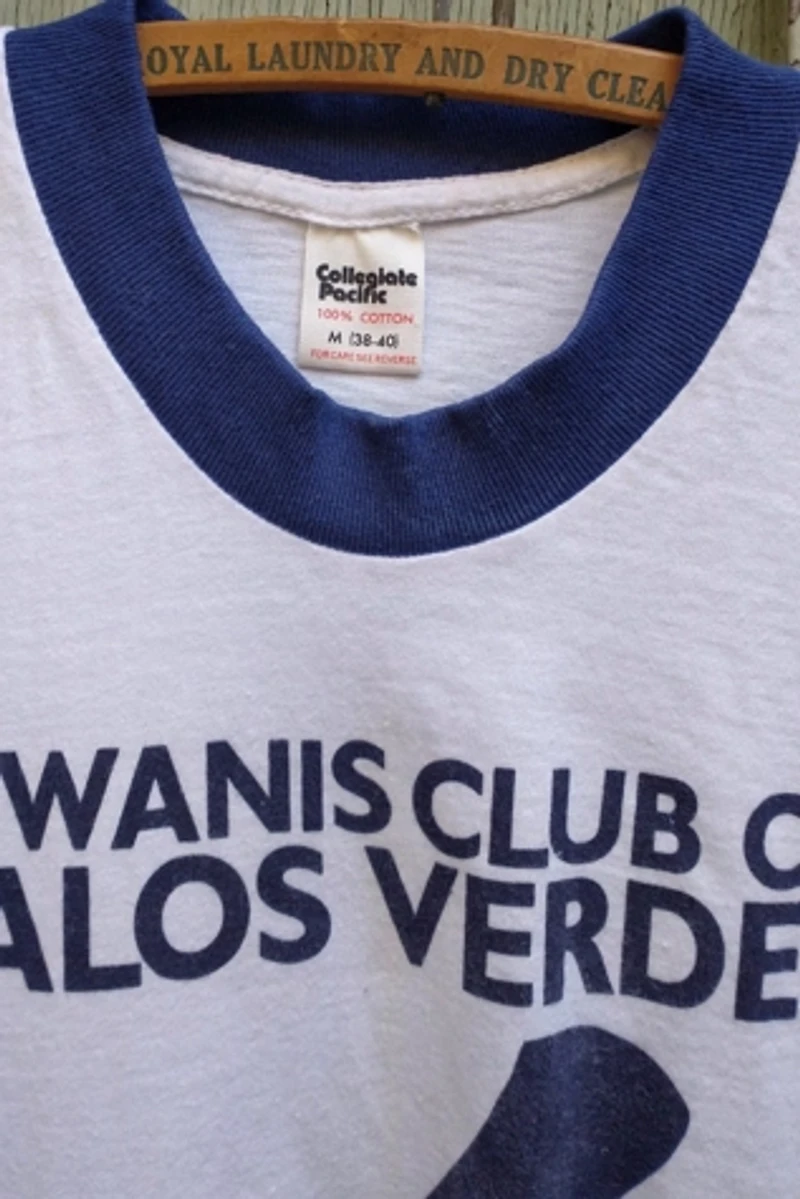 OYAL LAUNDRY AND DRY CLEA
Collegiate
Pacific
100% COTTON
M (38-40)
FOR CARE SEE REVERSE
WANIS CLUB O
ALOS VERDE